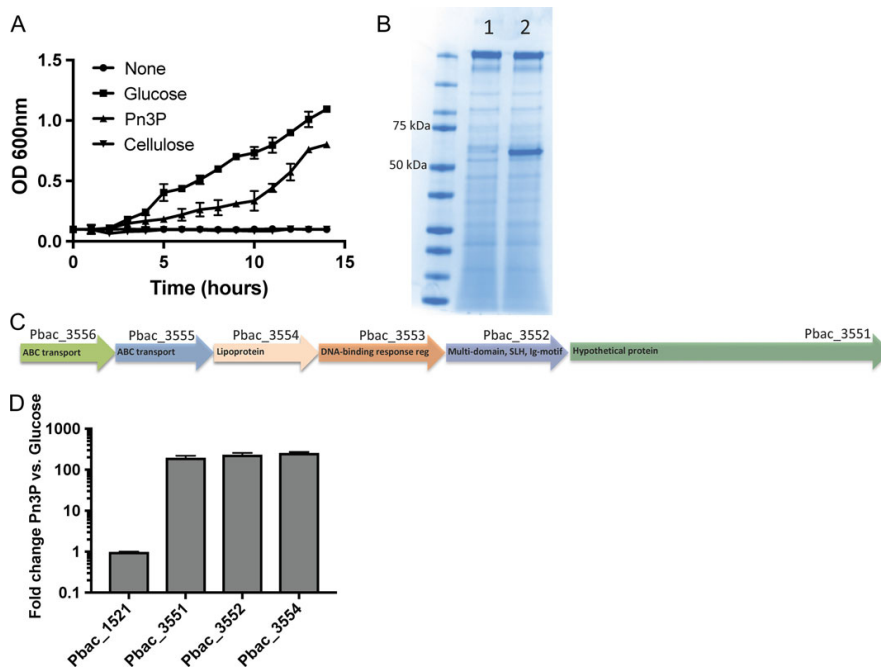 A
OD 600nm
1.5
1.0
0.5
0.0
0
5
10
15
Time (hours)
None
Glucose
Pn3P
Cellulose
B
1 2
75 kDa
50 kDa
C
Pbac_3556 Pbac_3555 Pbac_3554 Pbac_3553 Pbac_3552 Pbac_3551
ABC transport ABC transport Lipoprotein DNA-binding response reg Multi-domain, SLH, Ig-motif Hypothetical protein
D
Fold change Pn3P vs. Glucose
1000
100
10
1
0.1
Pbac_1521
Pbac_3551
Pbac_3552
Pbac_3554